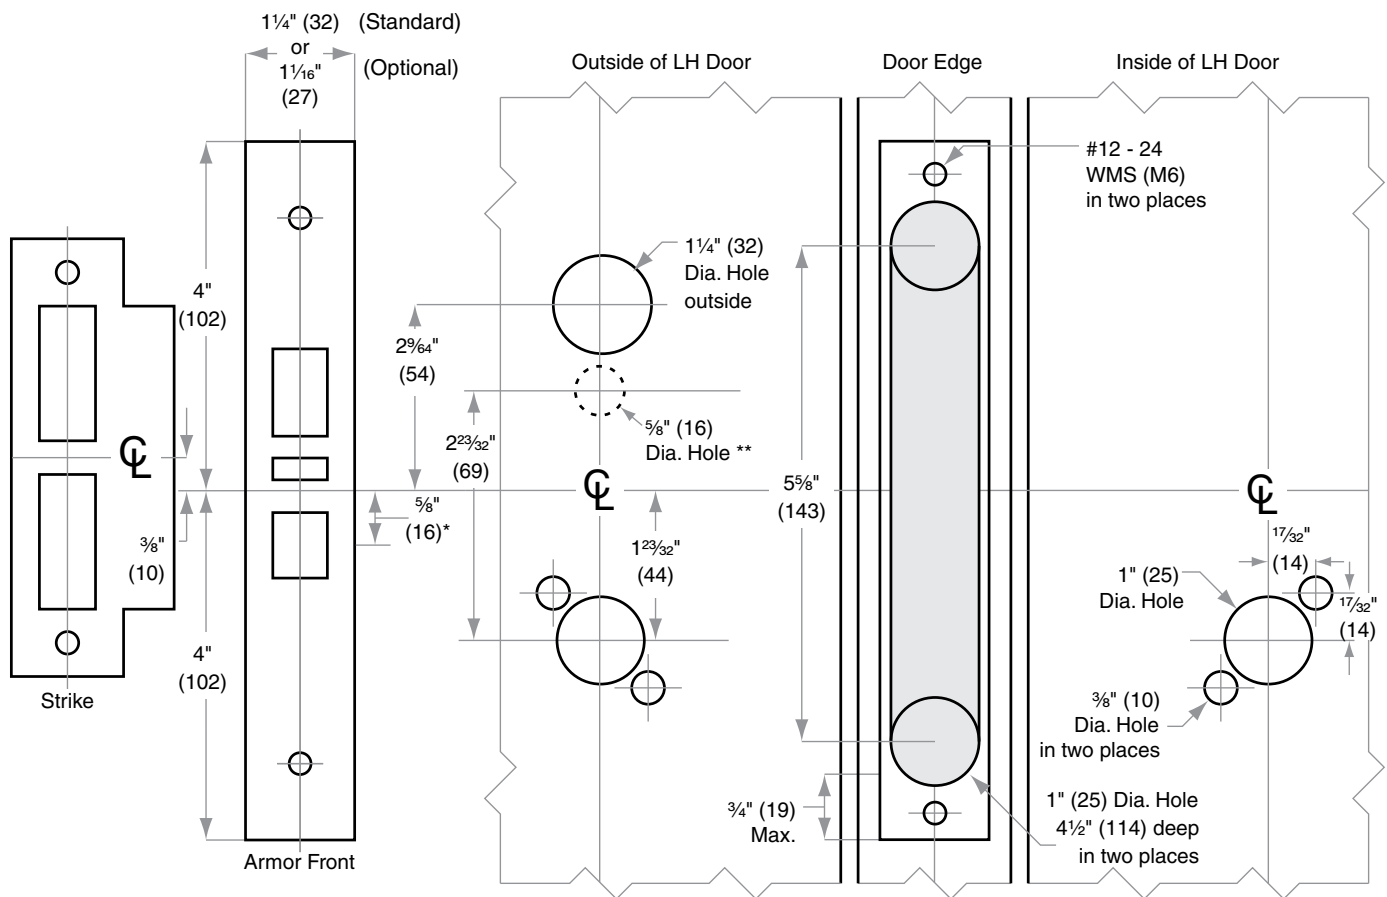 1¼" (32) (Standard)
or
1¹⁄₁₆" (Optional)
(27)
Outside of LH Door
Door Edge
Inside of LH Door
#12 - 24
WMS (M6)
in two places
1¼" (32)
Dia. Hole
outside
4"
(102)
2⁹⁄₆₄"
(54)
⅝" (16)
Dia. Hole **
2²³⁄₃₂"
(69)
CL
CL
CL
5⅝"
(143)
⅝"
(16)*
⅜"
(10)
1²³⁄₃₂"
(44)
¹⁷⁄₃₂"
(14)
1" (25)
Dia. Hole
¹⁷⁄₃₂"
(14)
4"
(102)
Strike
⅜" (10)
Dia. Hole
in two places
¾" (19)
Max.
1" (25) Dia. Hole
4½" (114) deep
in two places
Armor Front